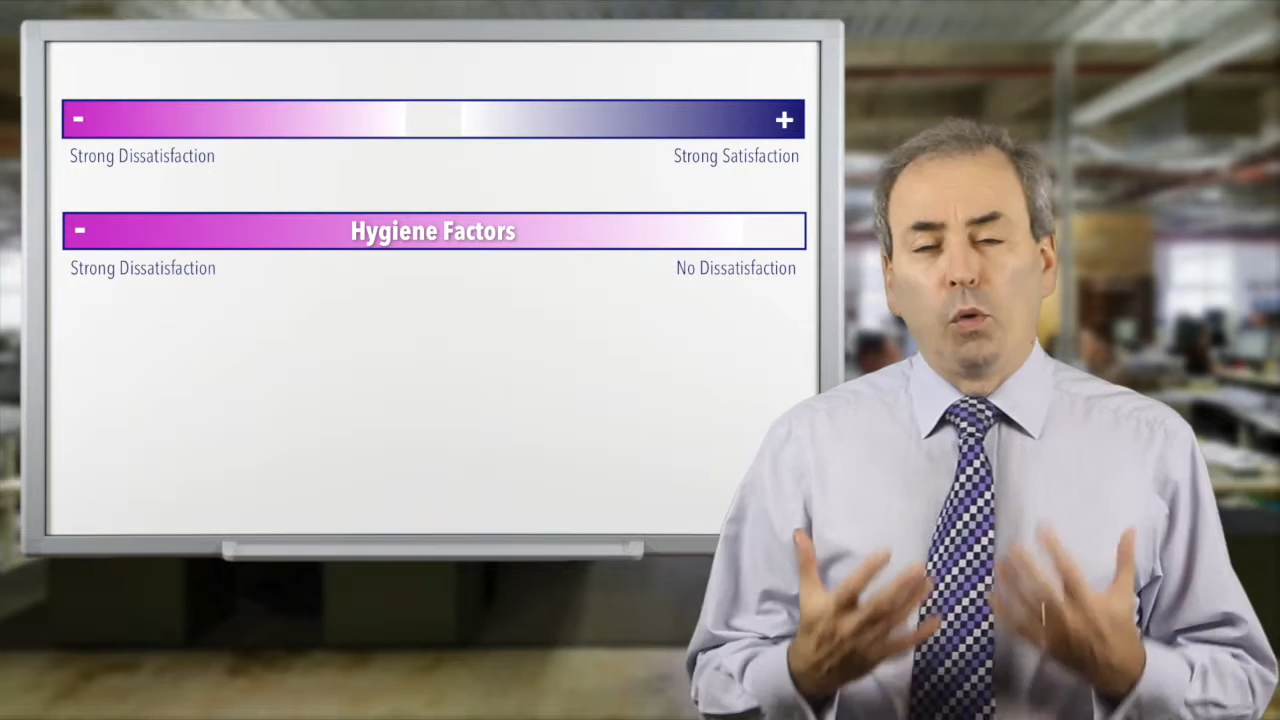 - +
Strong Dissatisfaction Strong Satisfaction
- Hygiene Factors
Strong Dissatisfaction No Dissatisfaction